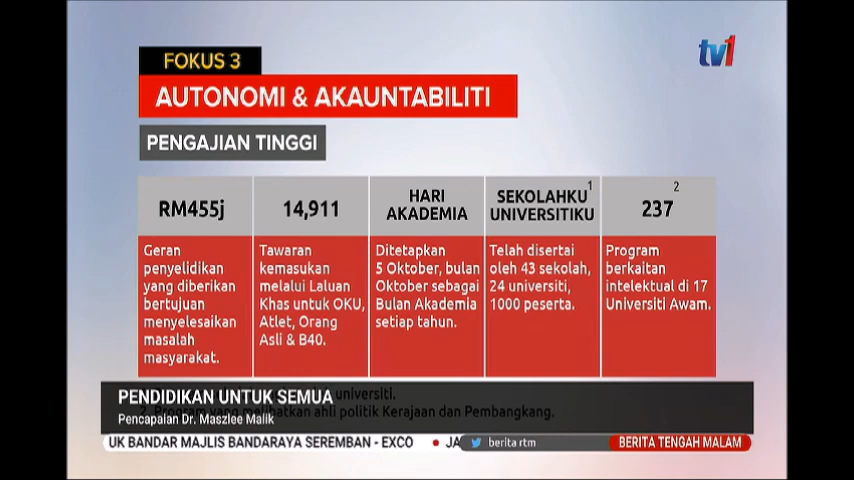 FOKUS 3
tv1
AUTONOMI & AKAUNTABILITI
PENGAJIAN TINGGI
RM455j
Geran
penyelidikan
yang diberikan
bertujuan
menyelesaikan
masalah
masyarakat.
14,911
Tawaran
kemasukan
melalui Laluan
Khas untuk OKU,
Atlet, Orang
Asli & B40.
HARI
AKADEMIA
Ditetapkan
5 Oktober, bulan
Oktober sebagai
Bulan Akademia
setiap tahun.
SEKOLAHKU 1
UNIVERSITIKU
Telah disertai
oleh 43 sekolah,
24 universiti,
1000 peserta.
237 2
Program
berkaitan
intelektual di 17
Universiti Awam.
universiti.
2. Program yang melibatkan ahli politik Kerajaan dan Pembangkang.
PENDIDIKAN UNTUK SEMUA
Pencapaian Dr. Maszlee Malik
UK BANDAR MAJLIS BANDARAYA SEREMBAN - EXCO • JA
berita rtm
BERITA TENGAH MALAM